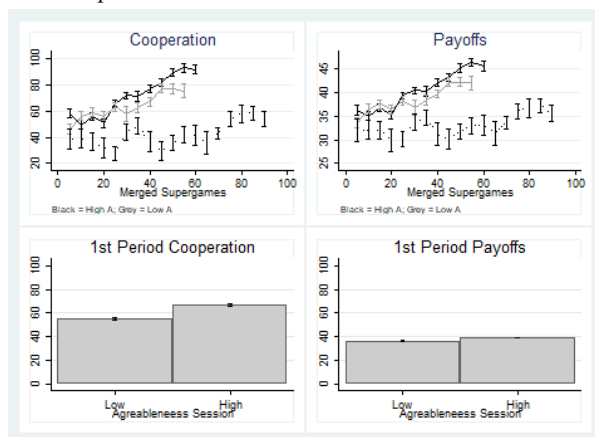 Cooperation
100
80
60
40
20
0 20 40 60 80 100
Merged Supergames
Black = High A; Grey = Low A
Payoffs
45
40
35
30
25
0 20 40 60 80 100
Merged Supergames
Black = High A; Grey = Low A
1st Period Cooperation
100
80
60
40
20
0
Low High
Agreableneess Session
1st Period Payoffs
100
80
60
40
20
0
Low High
Agreableneess Session